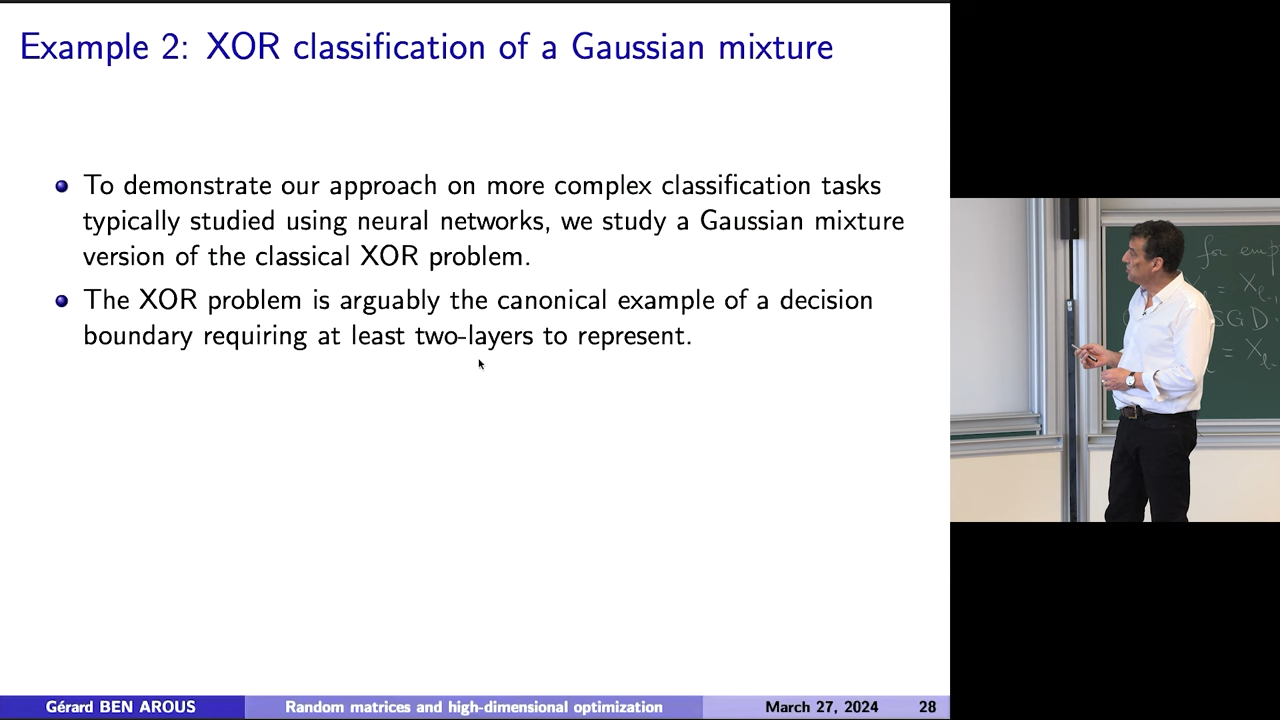 Example 2: XOR classification of a Gaussian mixture
To demonstrate our approach on more complex classification tasks
typically studied using neural networks, we study a Gaussian mixture
version of the classical XOR problem.
The XOR problem is arguably the canonical example of a decision
boundary requiring at least two-layers to represent.
Gérard BEN AROUS Random matrices and high-dimensional optimization March 27, 2024 28
for emp
= X
SGD
= X